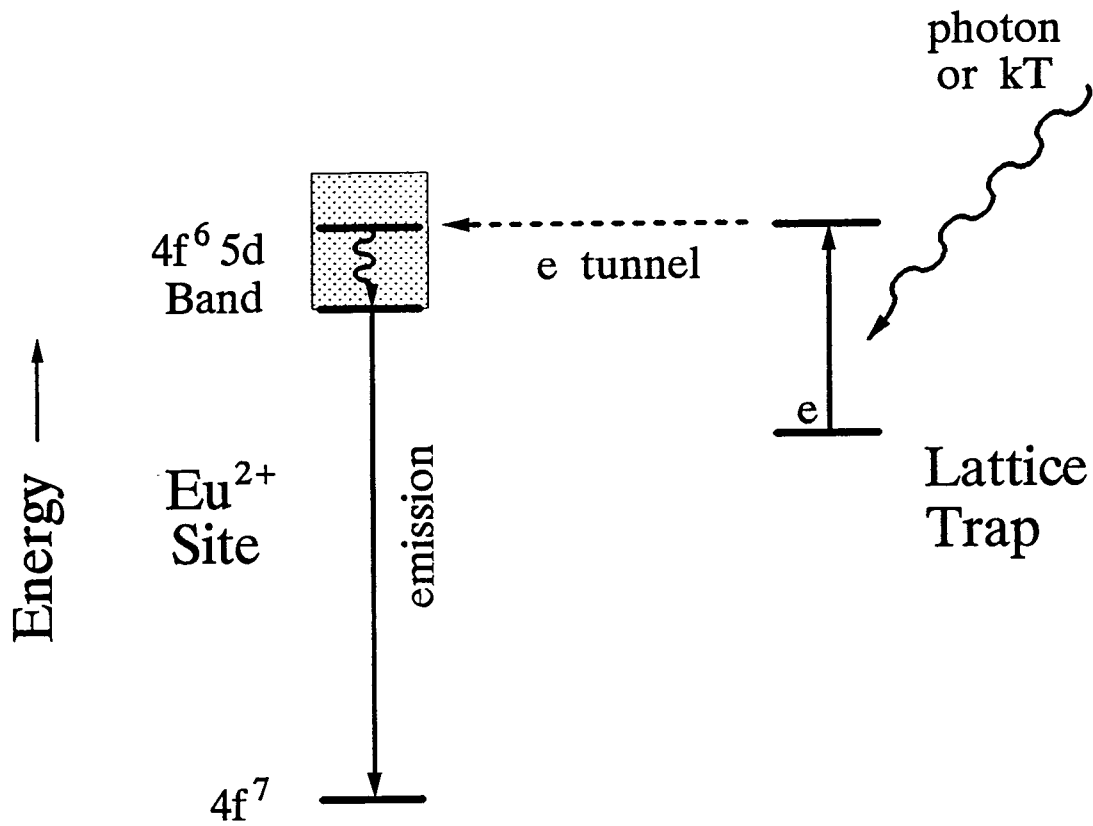 photon
or kT
4f⁶ 5d
Band
e tunnel
e
Energy
Eu²⁺
Site
emission
Lattice
Trap
4f⁷